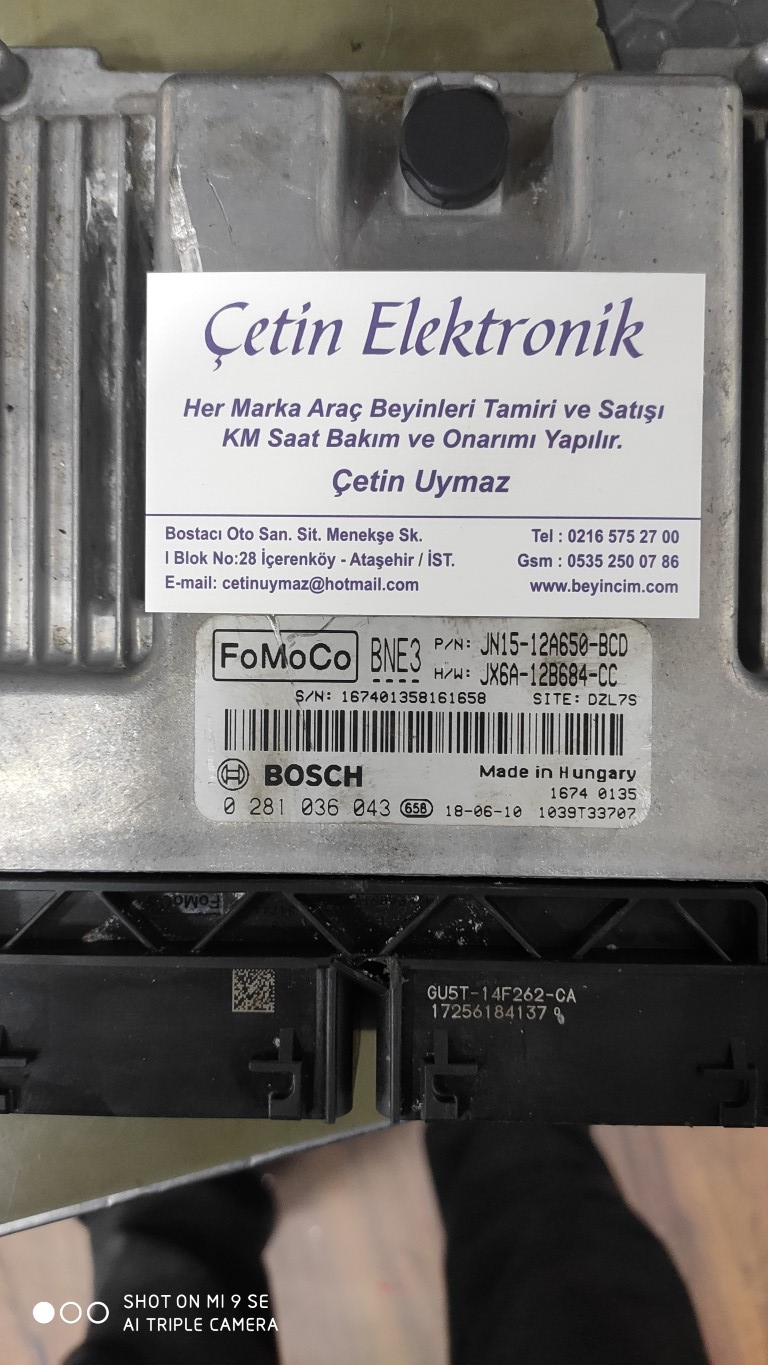 Çetin Elektronik
Her Marka Araç Beyinleri Tamiri ve Satışı
KM Saat Bakım ve Onarımı Yapılır.
Çetin Uymaz
Bostacı Oto San. Sit. Menekşe Sk.
I Blok No:28 İçerenköy - Ataşehir / İST.
E-mail: cetinuymaz@hotmail.com
Tel : 0216 575 27 00
Gsm : 0535 250 07 86
www.beyincim.com
FoMoCo BNE3 P/N: JN15-12A650-BCD
H/W: JX6A-12B684-CC
S/N: 167401358161658 SITE: DZL7S
BOSCH Made in Hungary
1674 0135
0 281 036 043 65B 18-06-10 1039T33707
GU5T-14F262-CA
17256184137
SHOT ON MI 9 SE
AI TRIPLE CAMERA